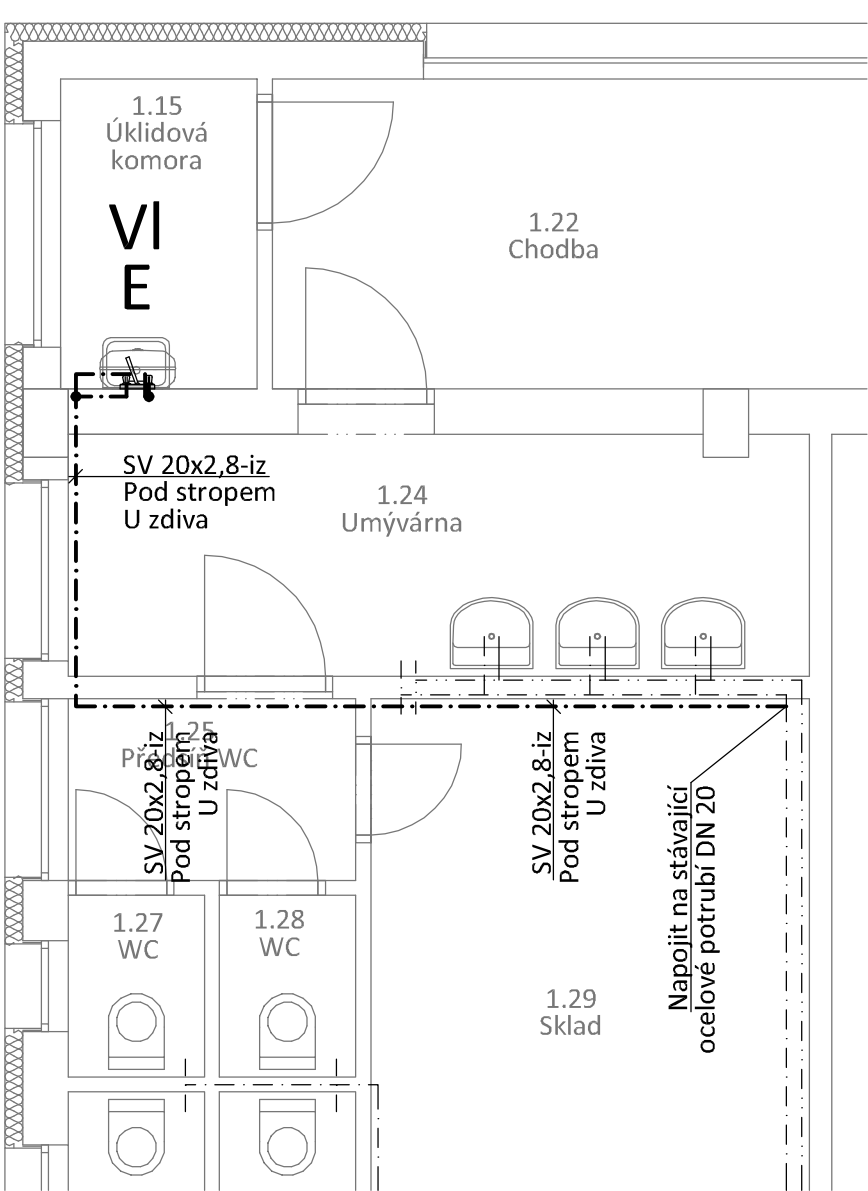 1.15
Úklidová
komora
Vl
E
1.22
Chodba
SV 20x2,8-iz
Pod stropem
U zdiva
1.24
Umývárna
1.25
Předsíň WC
SV 20x2,8-iz
Pod stropem
U zdiva
SV 20x2,8-iz
Pod stropem
U zdiva
Napojit na stávající
ocelové potrubí DN 20
1.27
WC
1.28
WC
1.29
Sklad